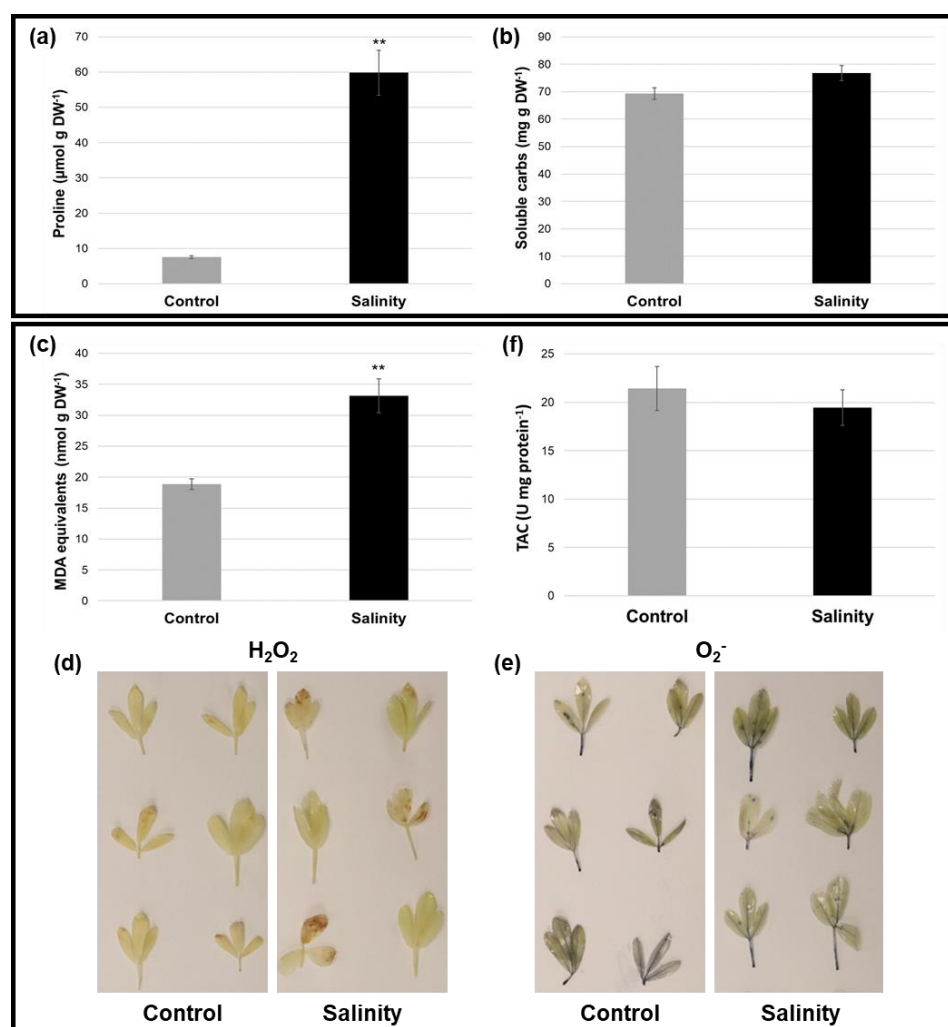 (a)
Proline (µmol g DW⁻¹)
70
60
50
40
30
20
10
0
**
Control Salinity
(b)
Soluble carbs (mg g DW⁻¹)
90
80
70
60
50
40
30
20
10
0
Control Salinity
(c)
MDA equivalents (nmol g DW⁻¹)
40
35
30
25
20
15
10
5
0
**
Control Salinity
(f)
TAC (U mg protein⁻¹)
25
20
15
10
5
0
Control Salinity
(d)
H₂O₂
Control Salinity
(e)
O₂⁻
Control Salinity